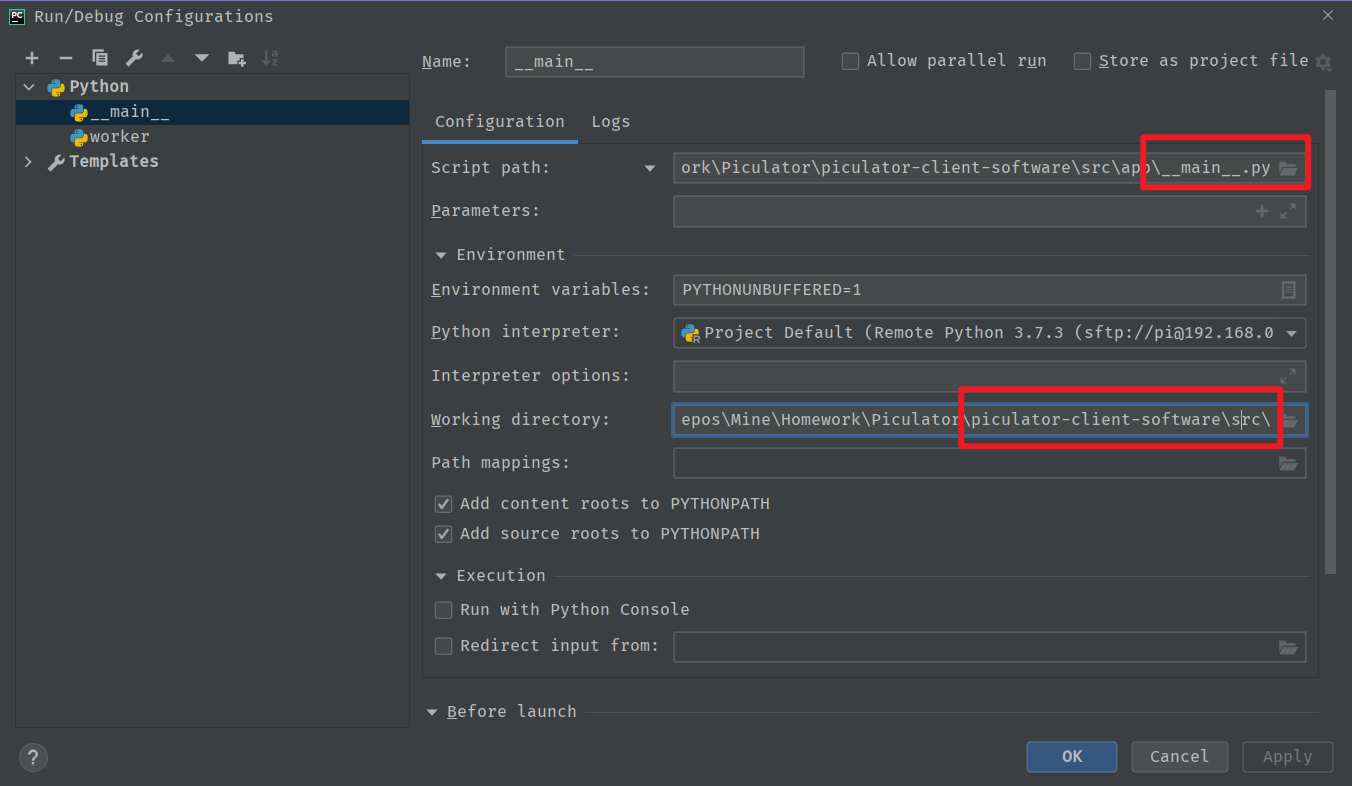 PC Run/Debug Configurations
Python
__main__
worker
Templates
Name: __main__ Allow parallel run Store as project file
Configuration Logs
Script path: ork\Piculator\piculator-client-software\src\app\__main__.py
Parameters:
Environment
Environment variables: PYTHONUNBUFFERED=1
Python interpreter: Project Default (Remote Python 3.7.3 (sftp://pi@192.168.0
Interpreter options:
Working directory: epos\Mine\Homework\Piculator\piculator-client-software\src\
Path mappings:
Add content roots to PYTHONPATH
Add source roots to PYTHONPATH
Execution
Run with Python Console
Redirect input from:
Before launch
? OK Cancel Apply